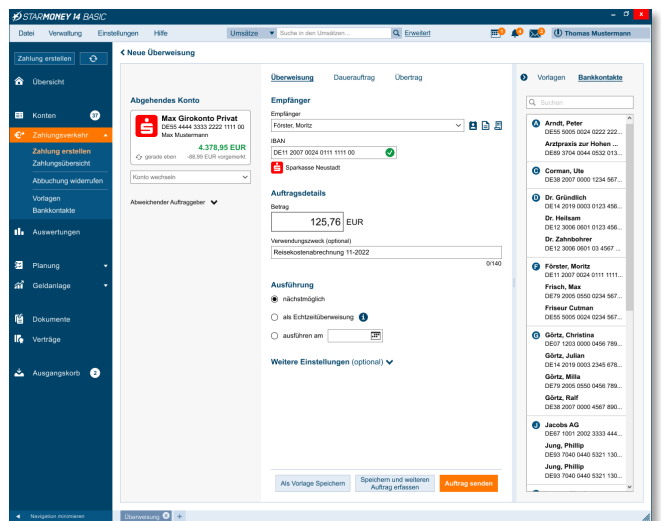 STARMONEY 14 BASIC
Datei Verwaltung Einstellungen Hilfe Umsätze Suche in den Umsätzen... Erweitert Thomas Mustermann
Zahlung erstellen
Übersicht
Konten 37
Zahlungsverkehr
Zahlung erstellen
Zahlungsübersicht
Abbuchung widerrufen
Vorlagen
Bankkontakte
Auswertungen
Planung
Geldanlage
Dokumente
Verträge
Ausgangskorb 2
Navigation minimieren
Neue Überweisung
Abgehendes Konto
Max Girokonto Privat
DE55 4444 3333 2222 1111 00
Max Mustermann
4.378,95 EUR
gerade eben -88,99 EUR vorgemerkt
Konto wechseln
Abweichender Auftraggeber
Überweisung Dauerauftrag Übertrag
Empfänger
Empfänger
Förster, Moritz
IBAN
DE11 2007 0024 0111 1111 00
Sparkasse Neustadt
Auftragsdetails
Betrag
125,76 EUR
Verwendungszweck (optional)
Reisekostenabrechnung 11-2022
0/140
Ausführung
nächstmöglich
als Echtzeitüberweisung
ausführen am
Weitere Einstellungen (optional)
Als Vorlage Speichern
Speichern und weiteren
Auftrag erfassen
Auftrag senden
Vorlagen Bankkontakte
Suchen
A Arndt, Peter
DE55 5005 0024 0222 222...
Arztpraxis zur Hohen ...
DE89 3704 0044 0532 013...
C Corman, Ute
DE38 2007 0000 1234 567...
D Dr. Gründlich
DE14 2019 0003 0123 456...
Dr. Heilsam
DE12 3006 0601 0123 456...
Dr. Zahnbohrer
DE12 3006 0601 03 4567 ...
F Förster, Moritz
DE11 2007 0024 0111 1111...
Frisch, Max
DE79 2005 0550 0234 567...
Friseur Cutman
DE55 5005 0024 0234 567...
G Görtz, Christina
DE07 1203 0000 0456 789...
Görtz, Julian
DE14 2019 0003 2345 678...
Görtz, Milla
DE79 2005 0550 0456 789...
Görtz, Ralf
DE38 2007 0000 4567 890...
J Jacobs AG
DE67 1001 2002 3333 444...
Jung, Phillip
DE93 7040 0440 5321 130...
Jung, Phillip
DE93 7040 0440 5321 130...
Überweisung